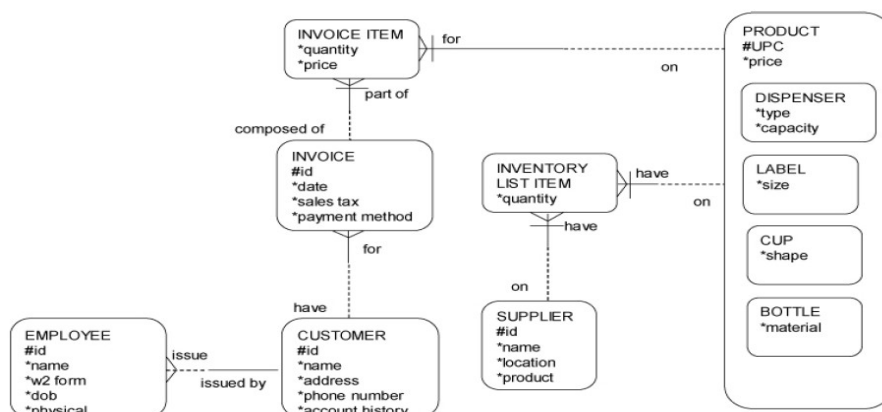 INVOICE ITEM
*quantity
*price
for
on
part of
composed of
INVOICE
#id
*date
*sales tax
*payment method
for
have
PRODUCT
#UPC
*price
DISPENSER
*type
*capacity
LABEL
*size
CUP
*shape
BOTTLE
*material
INVENTORY
LIST ITEM
*quantity
have
on
have
on
SUPPLIER
#id
*name
*location
*product
EMPLOYEE
#id
*name
*w2 form
*dob
*physical
issue
issued by
CUSTOMER
#id
*name
*address
*phone number
*account history